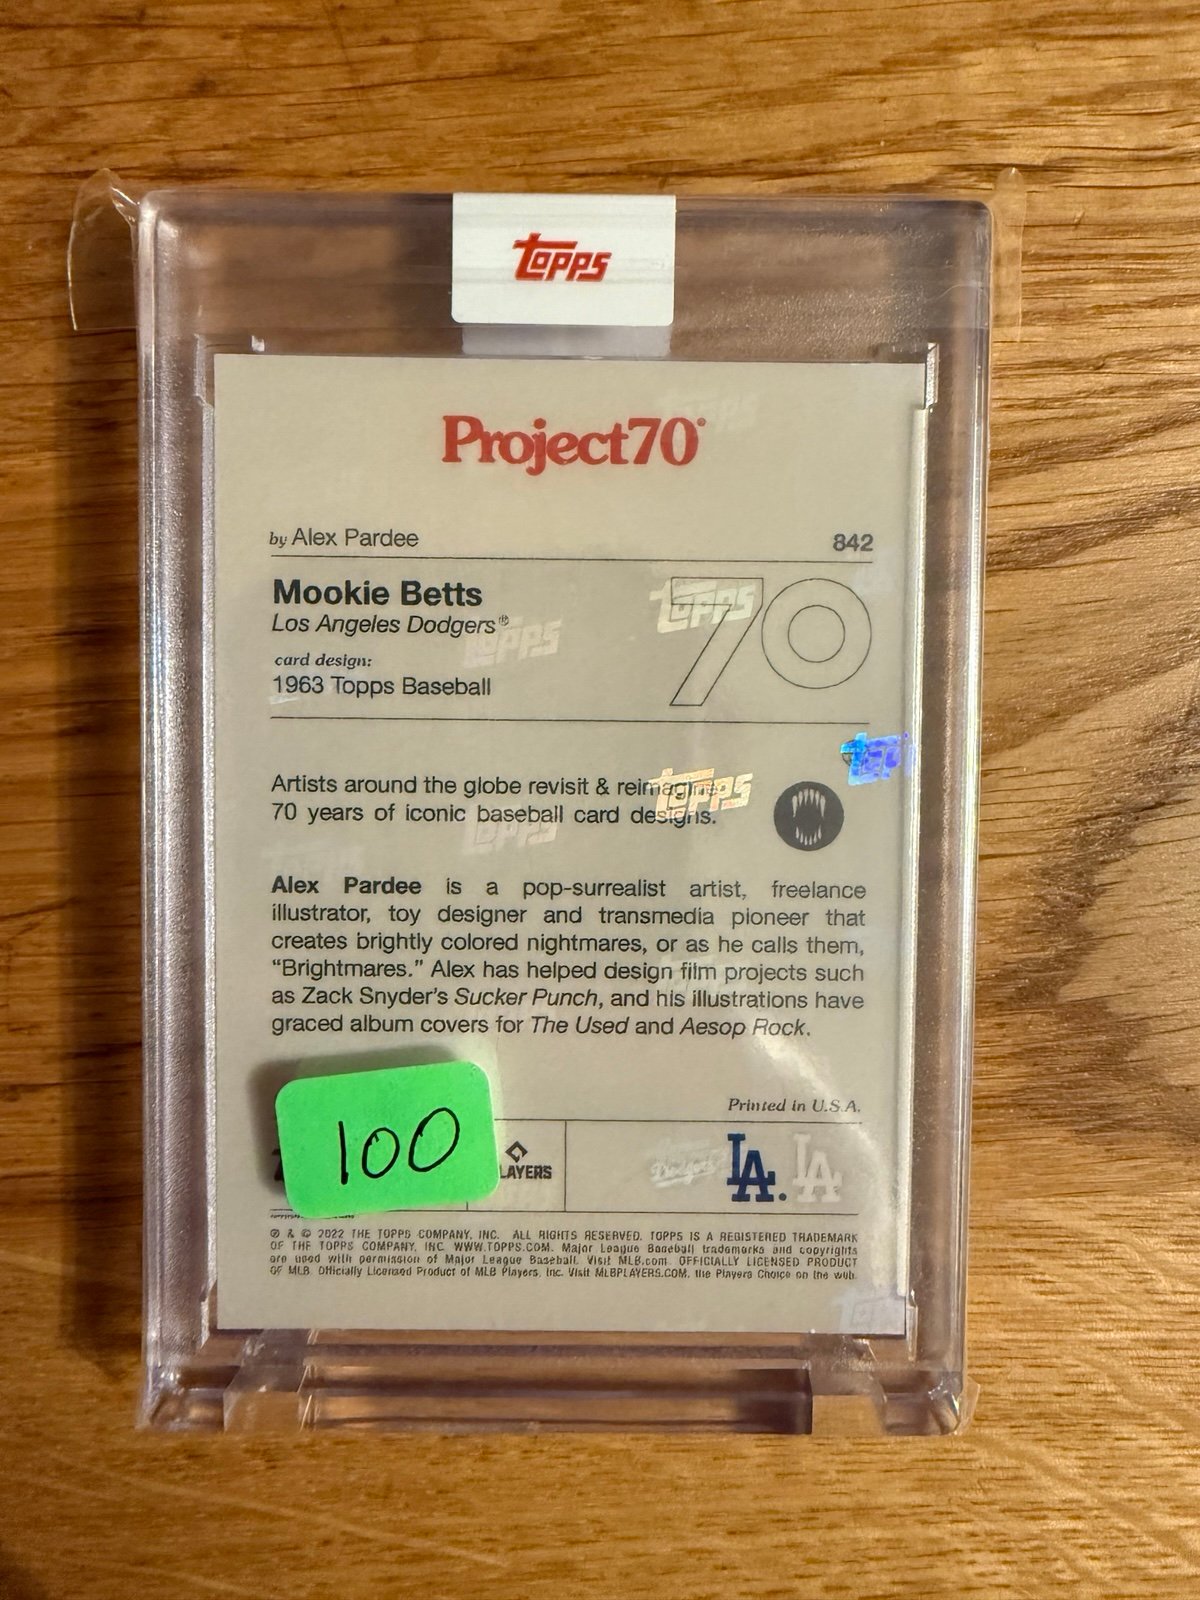 Topps
Project70®
by Alex Pardee 842
Mookie Betts
Los Angeles Dodgers®
card design:
1963 Topps Baseball
70
Artists around the globe revisit & reimagine
70 years of iconic baseball card designs.
Alex Pardee is a pop-surrealist artist, freelance
illustrator, toy designer and transmedia pioneer that
creates brightly colored nightmares, or as he calls them,
“Brightmares.” Alex has helped design film projects such
as Zack Snyder’s Sucker Punch, and his illustrations have
graced album covers for The Used and Aesop Rock.
Printed in U.S.A.
100
LAYERS
Dodgers
LA
LA
® & © 2022 THE TOPPS COMPANY, INC. ALL RIGHTS RESERVED. TOPPS IS A REGISTERED TRADEMARK
OF THE TOPPS COMPANY, INC. WWW.TOPPS.COM. Major League Baseball trademarks and copyrights
are used with permission of Major League Baseball. Visit MLB.com. OFFICIALLY LICENSED PRODUCT
OF MLB. Officially Licensed Product of MLB Players, Inc. Visit MLBPLAYERS.COM, the Players Choice on the web.